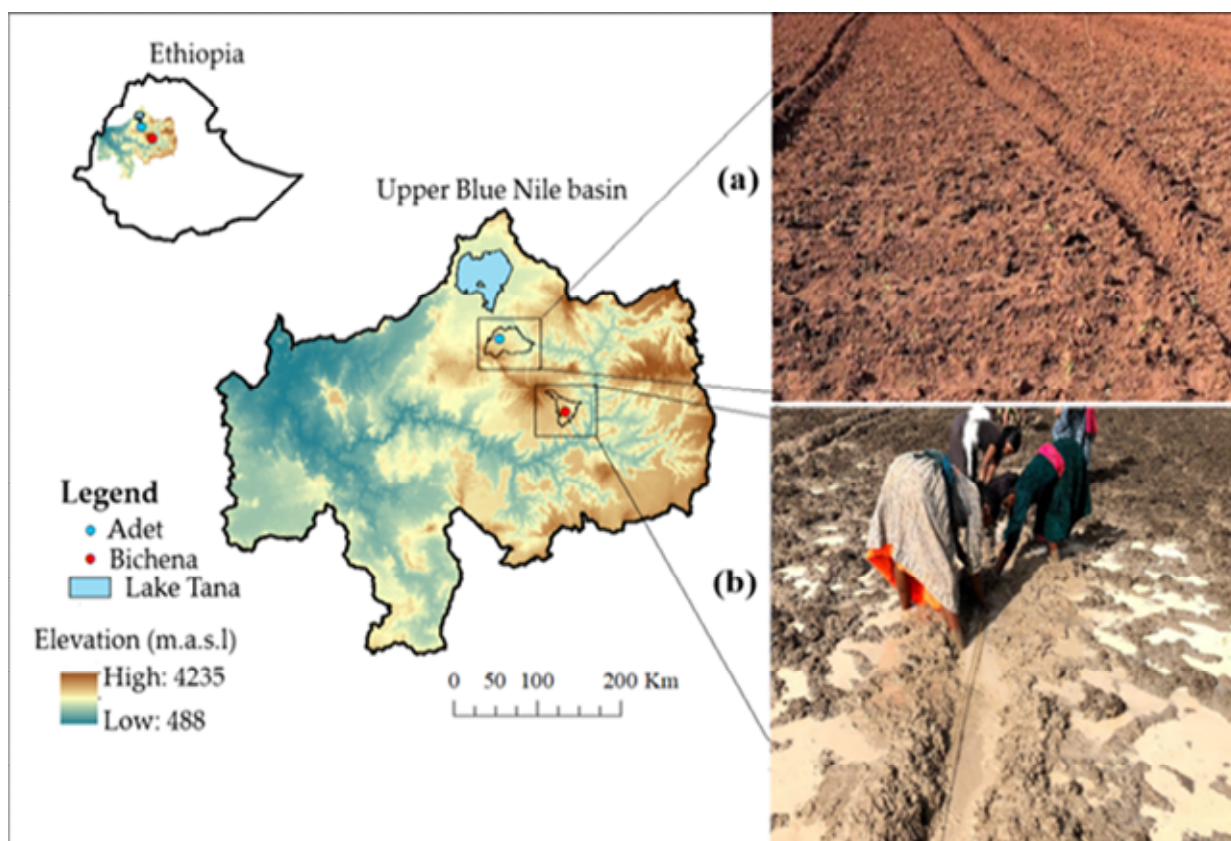 Ethiopia
Upper Blue Nile basin
(a)
Legend
Adet
Bichena
Lake Tana
(b)
Elevation (m.a.s.l)
High: 4235
Low: 488
0 50 100 200 Km